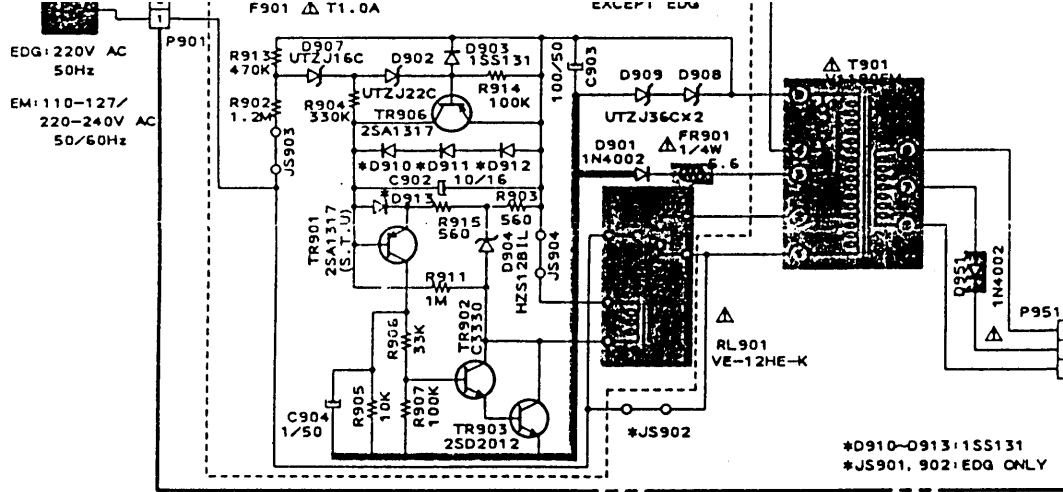 F901 ⚠ T1.0A
EXCEPT EDG
1
P901
EDG:220V AC
50Hz
EM:110-127/
220-240V AC
50/60Hz
R913
470K
D907
UTZJ16C
D902
UTZJ22C
D903
1SS131
R914
100K
100/50
C903
R902
1.2M
R904
330K
TR906
2SA1317
JS903
*D910 *D911 *D912
C902 10/16
*
D913
R915
560
R903
560
TR901
2SA1317
(S.T.U)
D904
HZS12B1L
JS904
R911
1M
R906
33K
TR902
C3330
R905
10K
R907
100K
C904
1/50
TR903
2SD2012
D909 D908
UTZJ36C×2
D901
1N4002
⚠ FR901
1/4W
5.6
⚠ T901
⚠
RL901
VE-12HE-K
*JS902
D951
1N4002
⚠
P951
*D910~D913:1SS131
*JS901, 902:EDG ONLY